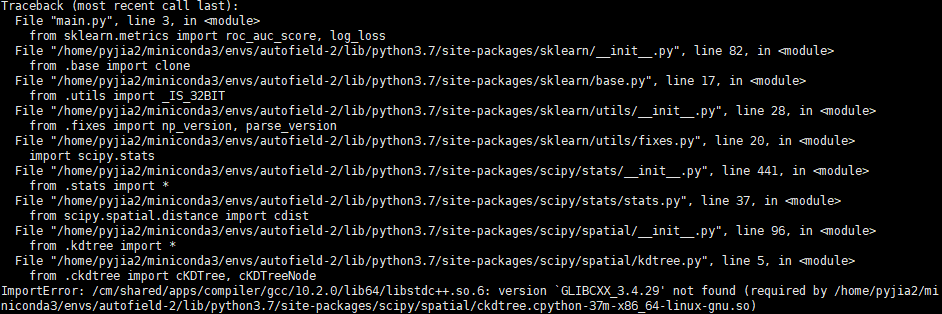 Traceback (most recent call last):
  File "main.py", line 3, in <module>
    from sklearn.metrics import roc_auc_score, log_loss
  File "/home/pyjia2/miniconda3/envs/autofield-2/lib/python3.7/site-packages/sklearn/__init__.py", line 82, in <module>
    from .base import clone
  File "/home/pyjia2/miniconda3/envs/autofield-2/lib/python3.7/site-packages/sklearn/base.py", line 17, in <module>
    from .utils import _IS_32BIT
  File "/home/pyjia2/miniconda3/envs/autofield-2/lib/python3.7/site-packages/sklearn/utils/__init__.py", line 28, in <module>
    from .fixes import np_version, parse_version
  File "/home/pyjia2/miniconda3/envs/autofield-2/lib/python3.7/site-packages/sklearn/utils/fixes.py", line 20, in <module>
    import scipy.stats
  File "/home/pyjia2/miniconda3/envs/autofield-2/lib/python3.7/site-packages/scipy/stats/__init__.py", line 441, in <module>
    from .stats import *
  File "/home/pyjia2/miniconda3/envs/autofield-2/lib/python3.7/site-packages/scipy/stats/stats.py", line 37, in <module>
    from scipy.spatial.distance import cdist
  File "/home/pyjia2/miniconda3/envs/autofield-2/lib/python3.7/site-packages/scipy/spatial/__init__.py", line 96, in <module>
    from .kdtree import *
  File "/home/pyjia2/miniconda3/envs/autofield-2/lib/python3.7/site-packages/scipy/spatial/kdtree.py", line 5, in <module>
    from .ckdtree import cKDTree, cKDTreeNode
ImportError: /cm/shared/apps/compiler/gcc/10.2.0/lib64/libstdc++.so.6: version `GLIBCXX_3.4.29' not found (required by /home/pyjia2/mi
niconda3/envs/autofield-2/lib/python3.7/site-packages/scipy/spatial/ckdtree.cpython-37m-x86_64-linux-gnu.so)